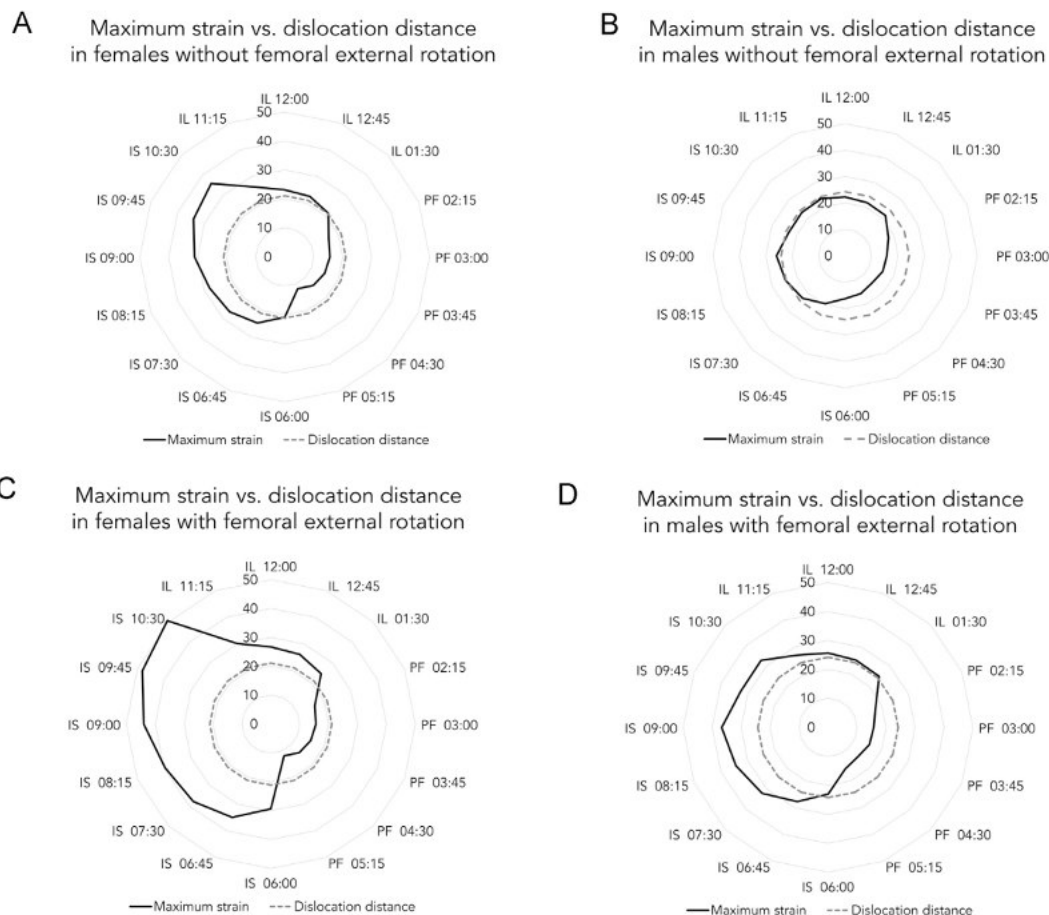 A
Maximum strain vs. dislocation distance
in females without femoral external rotation
IL 12:00
50
40
30
20
10
0
IL 12:45
IL 01:30
PF 02:15
PF 03:00
PF 03:45
PF 04:30
PF 05:15
IS 06:00
IS 06:45
IS 07:30
IS 08:15
IS 09:00
IS 09:45
IS 10:30
IL 11:15
Maximum strain
Dislocation distance
B
Maximum strain vs. dislocation distance
in males without femoral external rotation
IL 12:00
50
40
30
20
10
0
IL 12:45
IL 01:30
PF 02:15
PF 03:00
PF 03:45
PF 04:30
PF 05:15
IS 06:00
IS 06:45
IS 07:30
IS 08:15
IS 09:00
IS 09:45
IS 10:30
IL 11:15
Maximum strain
Dislocation distance
C
Maximum strain vs. dislocation distance
in females with femoral external rotation
IL 12:00
50
40
30
20
10
0
IL 12:45
IL 01:30
PF 02:15
PF 03:00
PF 03:45
PF 04:30
PF 05:15
IS 06:00
IS 06:45
IS 07:30
IS 08:15
IS 09:00
IS 09:45
IS 10:30
IL 11:15
Maximum strain
Dislocation distance
D
Maximum strain vs. dislocation distance
in males with femoral external rotation
IL 12:00
50
40
30
20
10
0
IL 12:45
IL 01:30
PF 02:15
PF 03:00
PF 03:45
PF 04:30
PF 05:15
IS 06:00
IS 06:45
IS 07:30
IS 08:15
IS 09:00
IS 09:45
IS 10:30
IL 11:15
Maximum strain
Dislocation distance